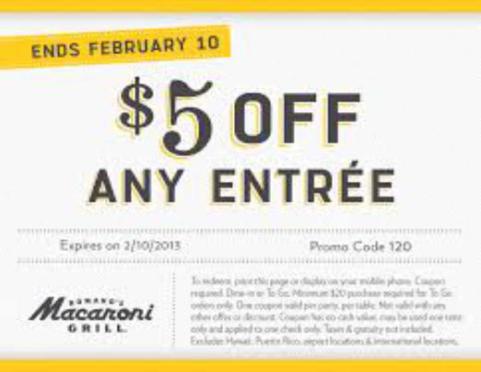 ENDS FEBRUARY 10
$5 OFF
ANY ENTRÉE
Expires on 2/10/2013
Promo Code 120
ROMANO'S
Macaroni
GRILL
To redeem, print this page or display on your mobile phone. Coupon
required. Dine-in or To Go. Minimum $20 purchase required for To Go
orders only. One coupon valid per party, per table. Not valid with any
other offer or discount. Coupon has no cash value, may be used one time
only and applied to one check only. Taxes & gratuity not included.
Excludes Hawaii, Puerto Rico, airport locations & international locations.